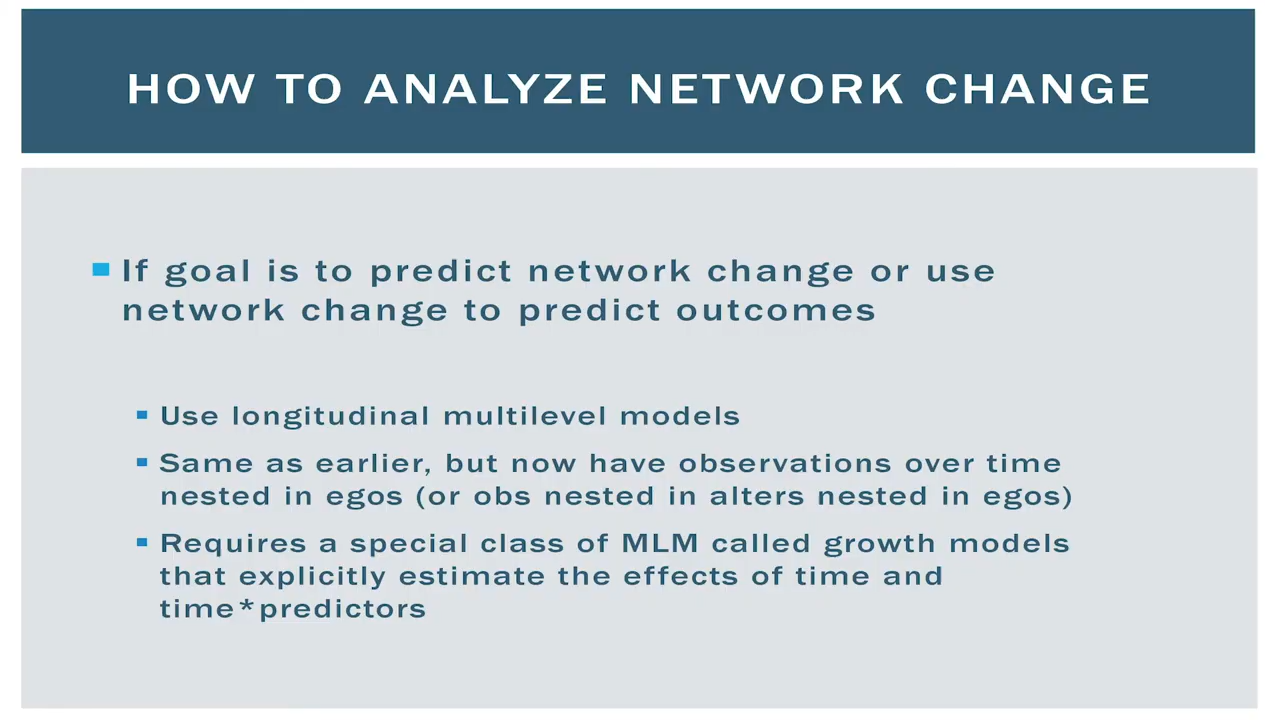 HOW TO ANALYZE NETWORK CHANGE
If goal is to predict network change or use
network change to predict outcomes
Use longitudinal multilevel models
Same as earlier, but now have observations over time
nested in egos (or obs nested in alters nested in egos)
Requires a special class of MLM called growth models
that explicitly estimate the effects of time and
time*predictors